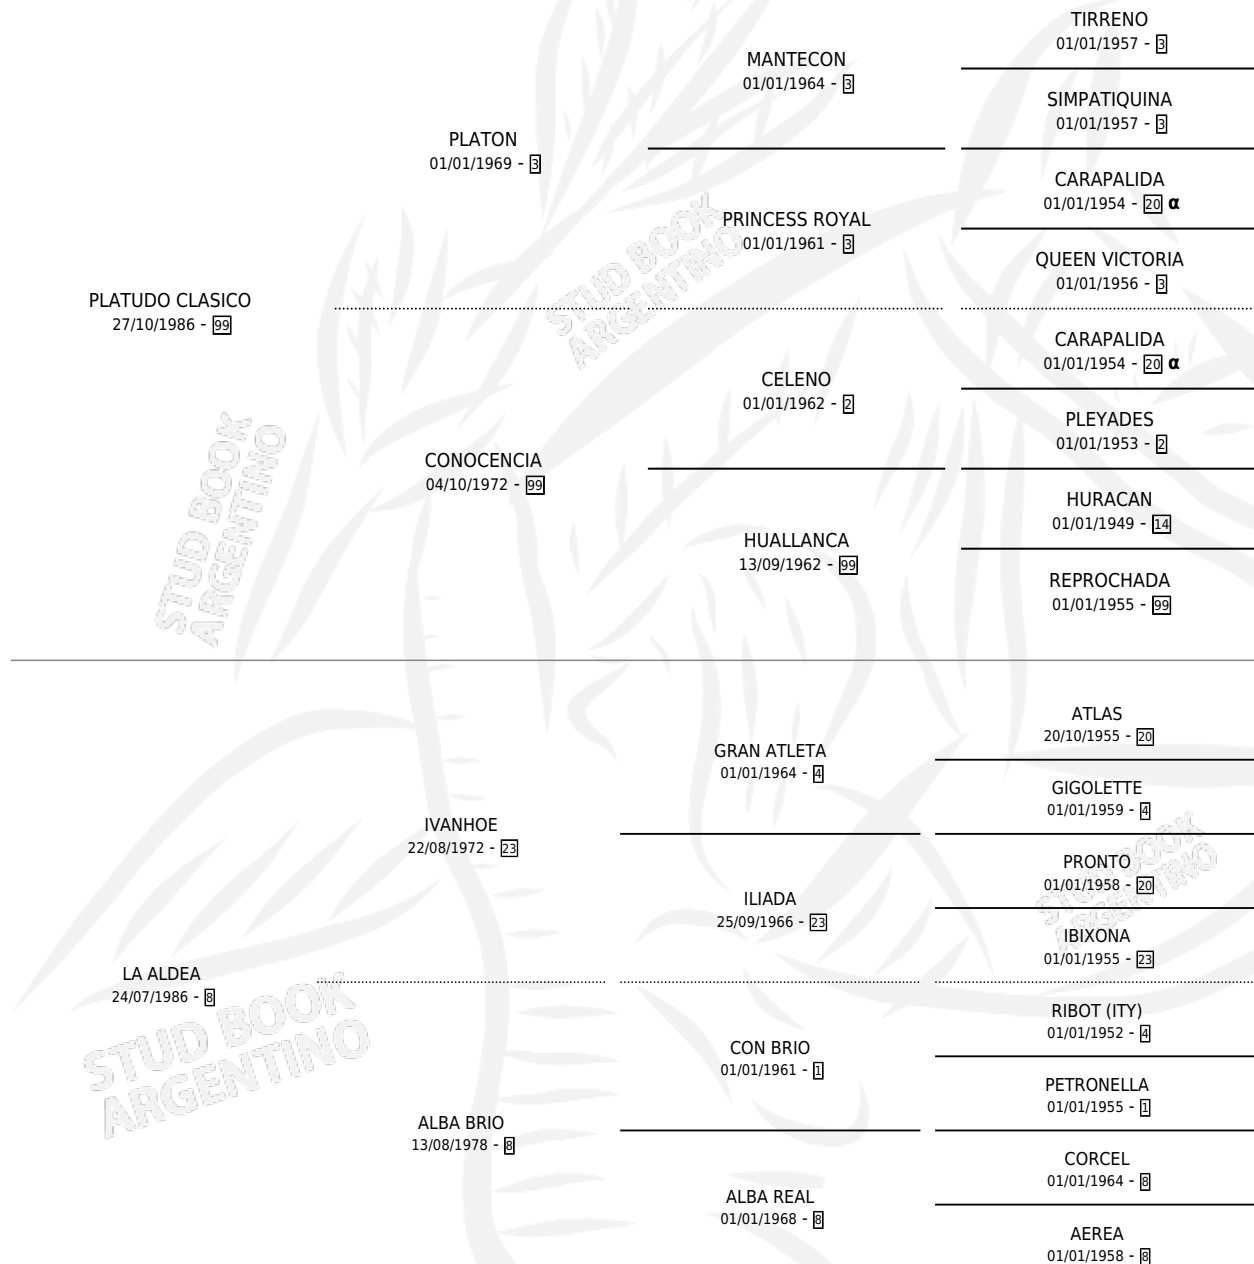 TIRRENO
01/01/1957 - 3
MANTECON
01/01/1964 - 3
SIMPATIQUINA
01/01/1957 - 3
PLATON
01/01/1969 - 3
CARAPALIDA
01/01/1954 - 20 α
PRINCESS ROYAL
01/01/1961 - 3
QUEEN VICTORIA
01/01/1956 - 3
STUD BOOK
ARGENTINO
PLATUDO CLASICO
27/10/1986 - 99
CARAPALIDA
01/01/1954 - 20 α
CELENO
01/01/1962 - 2
PLEYADES
01/01/1953 - 2
CONOCENCIA
04/10/1972 - 99
HURACAN
01/01/1949 - 14
HUALLANCA
13/09/1962 - 99
REPROCHADA
01/01/1955 - 99
STUD BOOK
ARGENTINO
ATLAS
20/10/1955 - 20
GRAN ATLETA
01/01/1964 - 4
GIGOLETTE
01/01/1959 - 4
IVANHOE
22/08/1972 - 23
PRONTO
01/01/1958 - 20
ILIADA
25/09/1966 - 23
IBIXONA
01/01/1955 - 23
STUD BOOK
ARGENTINO
LA ALDEA
24/07/1986 - 8
RIBOT (ITY)
01/01/1952 - 4
CON BRIO
01/01/1961 - 1
PETRONELLA
01/01/1955 - 1
STUD BOOK
ARGENTINO
ALBA BRIO
13/08/1978 - 8
CORCEL
01/01/1964 - 8
ALBA REAL
01/01/1968 - 8
AEREA
01/01/1958 - 8